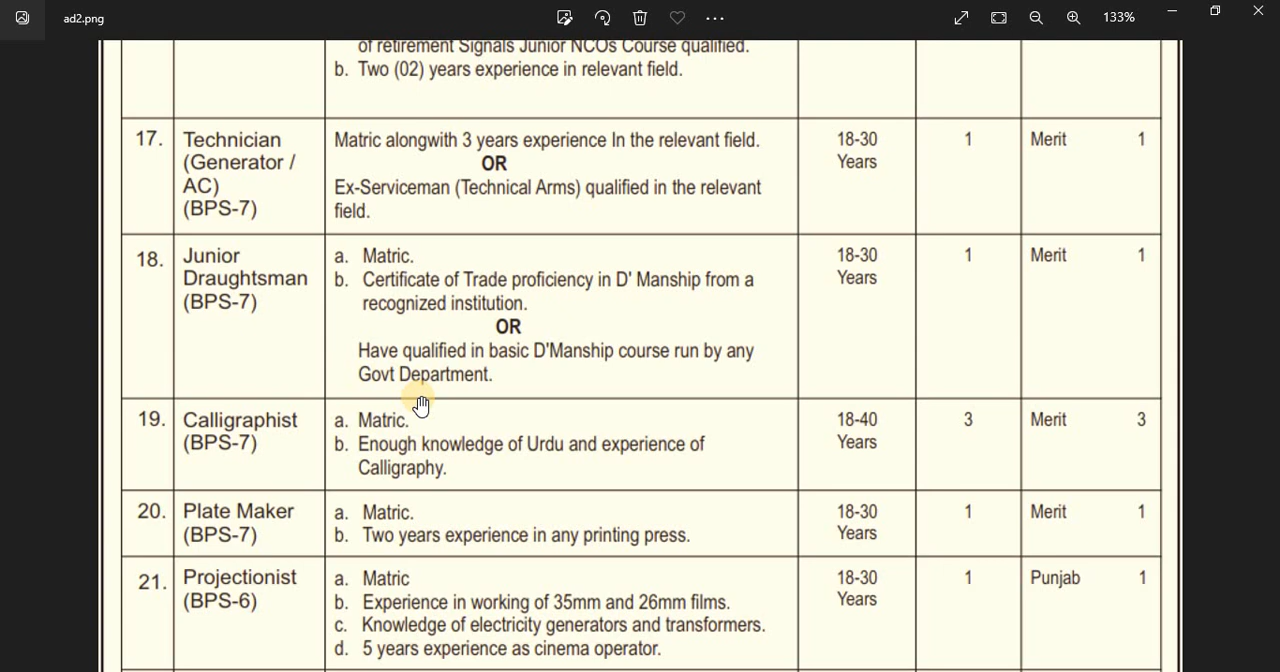 ad2.png
133%
of retirement Signals Junior NCOs Course qualified.
b. Two (02) years experience in relevant field.
17. Technician (Generator / AC) (BPS-7)
Matric alongwith 3 years experience In the relevant field.
OR
Ex-Serviceman (Technical Arms) qualified in the relevant
field.
18-30 Years
1
Merit 1
18. Junior Draughtsman (BPS-7)
a. Matric.
b. Certificate of Trade proficiency in D' Manship from a
recognized institution.
OR
Have qualified in basic D'Manship course run by any
Govt Department.
18-30 Years
1
Merit 1
19. Calligraphist (BPS-7)
a. Matric.
b. Enough knowledge of Urdu and experience of
Calligraphy.
18-40 Years
3
Merit 3
20. Plate Maker (BPS-7)
a. Matric.
b. Two years experience in any printing press.
18-30 Years
1
Merit 1
21. Projectionist (BPS-6)
a. Matric
b. Experience in working of 35mm and 26mm films.
c. Knowledge of electricity generators and transformers.
d. 5 years experience as cinema operator.
18-30 Years
1
Punjab 1